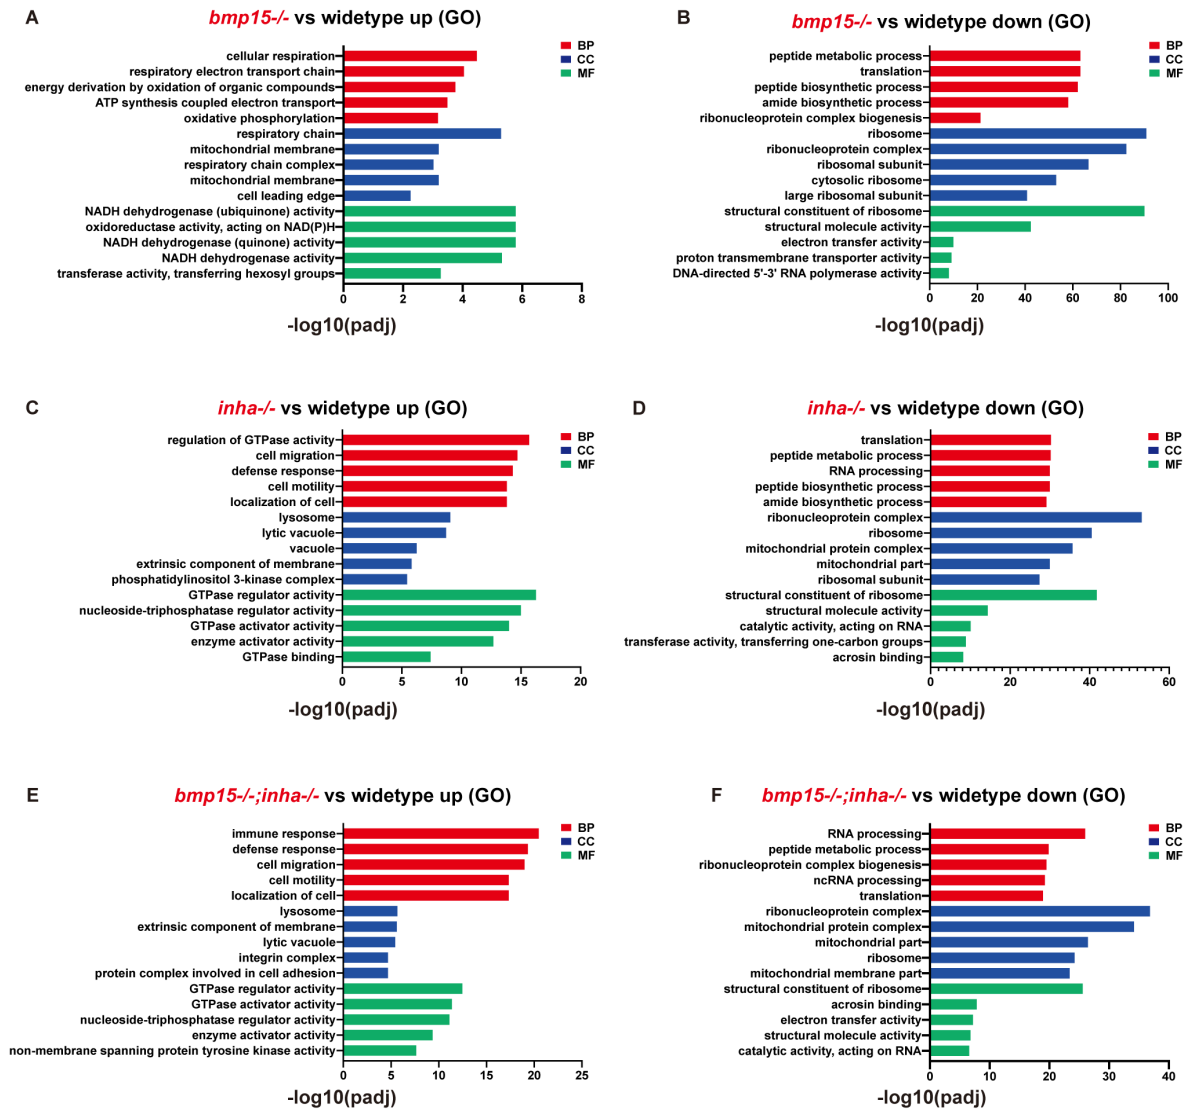 A
bmp15-/- vs widetype up (GO)
BP
CC
MF
cellular respiration
respiratory electron transport chain
energy derivation by oxidation of organic compounds
ATP synthesis coupled electron transport
oxidative phosphorylation
respiratory chain
mitochondrial membrane
respiratory chain complex
mitochondrial membrane
cell leading edge
NADH dehydrogenase (ubiquinone) activity
oxidoreductase activity, acting on NAD(P)H
NADH dehydrogenase (quinone) activity
NADH dehydrogenase activity
transferase activity, transferring hexosyl groups
0 2 4 6 8
-log10(padj)
B
bmp15-/- vs widetype down (GO)
BP
CC
MF
peptide metabolic process
translation
peptide biosynthetic process
amide biosynthetic process
ribonucleoprotein complex biogenesis
ribosome
ribonucleoprotein complex
ribosomal subunit
cytosolic ribosome
large ribosomal subunit
structural constituent of ribosome
structural molecule activity
electron transfer activity
proton transmembrane transporter activity
DNA-directed 5'-3' RNA polymerase activity
0 20 40 60 80 100
-log10(padj)
C
inha-/- vs widetype up (GO)
BP
CC
MF
regulation of GTPase activity
cell migration
defense response
cell motility
localization of cell
lysosome
lytic vacuole
vacuole
extrinsic component of membrane
phosphatidylinositol 3-kinase complex
GTPase regulator activity
nucleoside-triphosphatase regulator activity
GTPase activator activity
enzyme activator activity
GTPase binding
0 5 10 15 20
-log10(padj)
D
inha-/- vs widetype down (GO)
BP
CC
MF
translation
peptide metabolic process
RNA processing
peptide biosynthetic process
amide biosynthetic process
ribonucleoprotein complex
ribosome
mitochondrial protein complex
mitochondrial part
ribosomal subunit
structural constituent of ribosome
structural molecule activity
catalytic activity, acting on RNA
transferase activity, transferring one-carbon groups
acrosin binding
0 20 40 60
-log10(padj)
E
bmp15-/-;inha-/- vs widetype up (GO)
BP
CC
MF
immune response
defense response
cell migration
cell motility
localization of cell
lysosome
extrinsic component of membrane
lytic vacuole
integrin complex
protein complex involved in cell adhesion
GTPase regulator activity
GTPase activator activity
nucleoside-triphosphatase regulator activity
enzyme activator activity
non-membrane spanning protein tyrosine kinase activity
0 5 10 15 20 25
-log10(padj)
F
bmp15-/-;inha-/- vs widetype down (GO)
BP
CC
MF
RNA processing
peptide metabolic process
ribonucleoprotein complex biogenesis
ncRNA processing
translation
ribonucleoprotein complex
mitochondrial protein complex
mitochondrial part
ribosome
mitochondrial membrane part
structural constituent of ribosome
acrosin binding
electron transfer activity
structural molecule activity
catalytic activity, acting on RNA
0 10 20 30 40
-log10(padj)